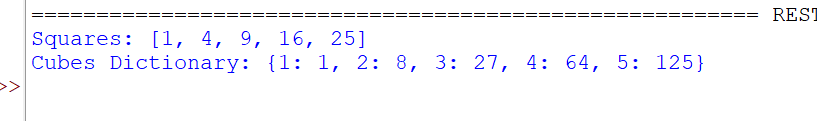 ======================================================== REST
Squares: [1, 4, 9, 16, 25]
Cubes Dictionary: {1: 1, 2: 8, 3: 27, 4: 64, 5: 125}
>>